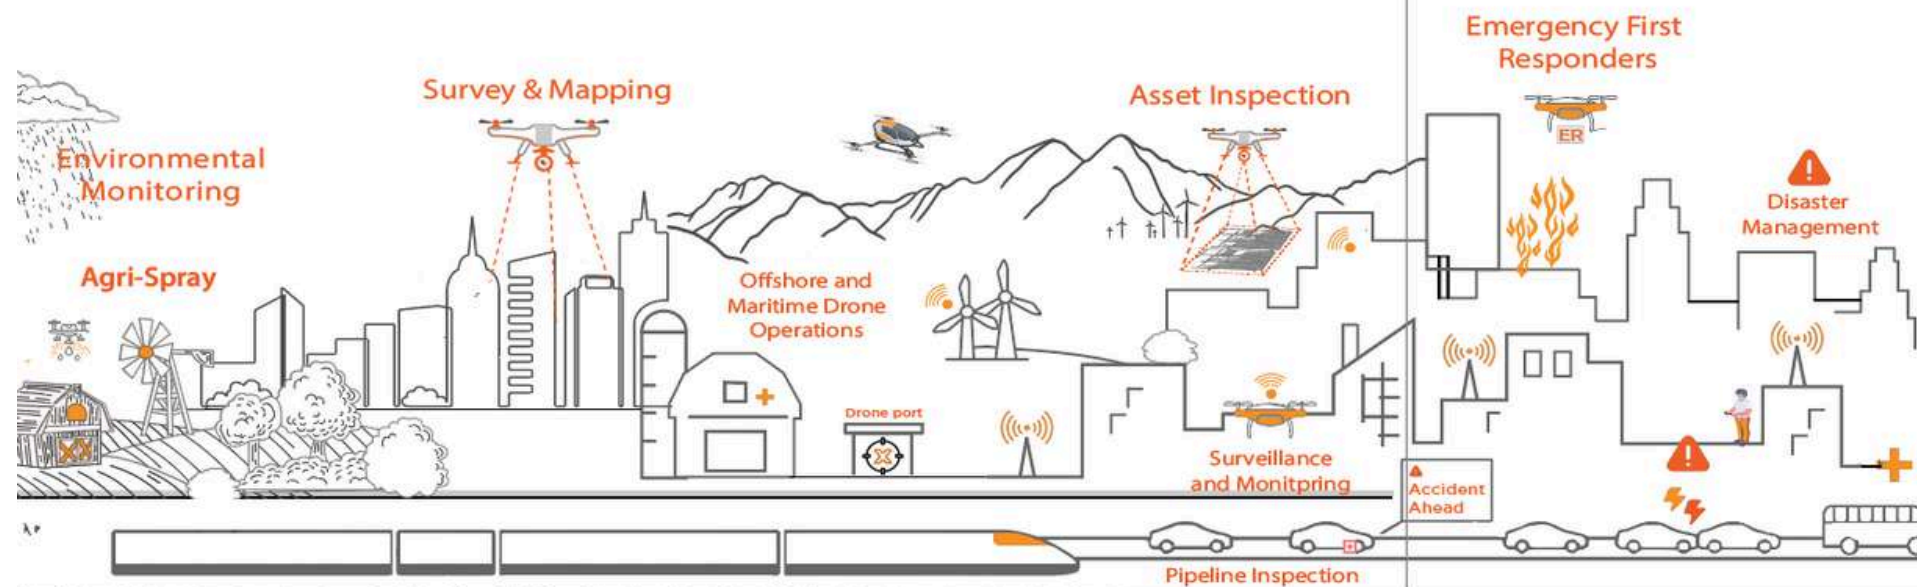 Emergency First
Responders
Survey & Mapping
Asset Inspection
ER
Environmental
Monitoring
Disaster
Management
Agri-Spray
Offshore and
Maritime Drone
Operations
Drone port
Surveillance
and Monitpring
Accident
Ahead
Pipeline Inspection